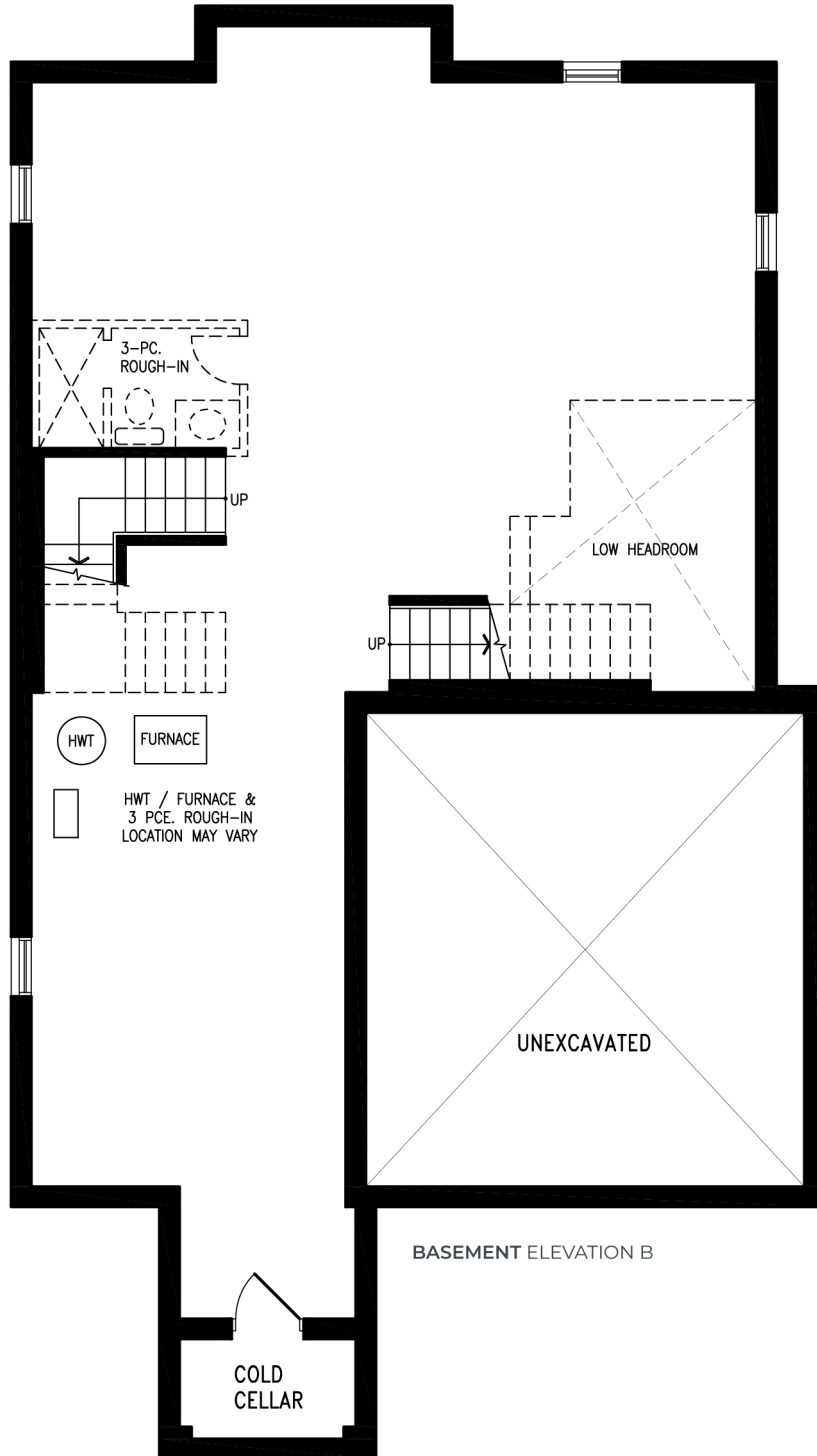 3-PC.
ROUGH-IN
UP
LOW HEADROOM
UP
HWT
FURNACE
HWT / FURNACE &
3 PCE. ROUGH-IN
LOCATION MAY VARY
UNEXCAVATED
BASEMENT ELEVATION B
COLD
CELLAR